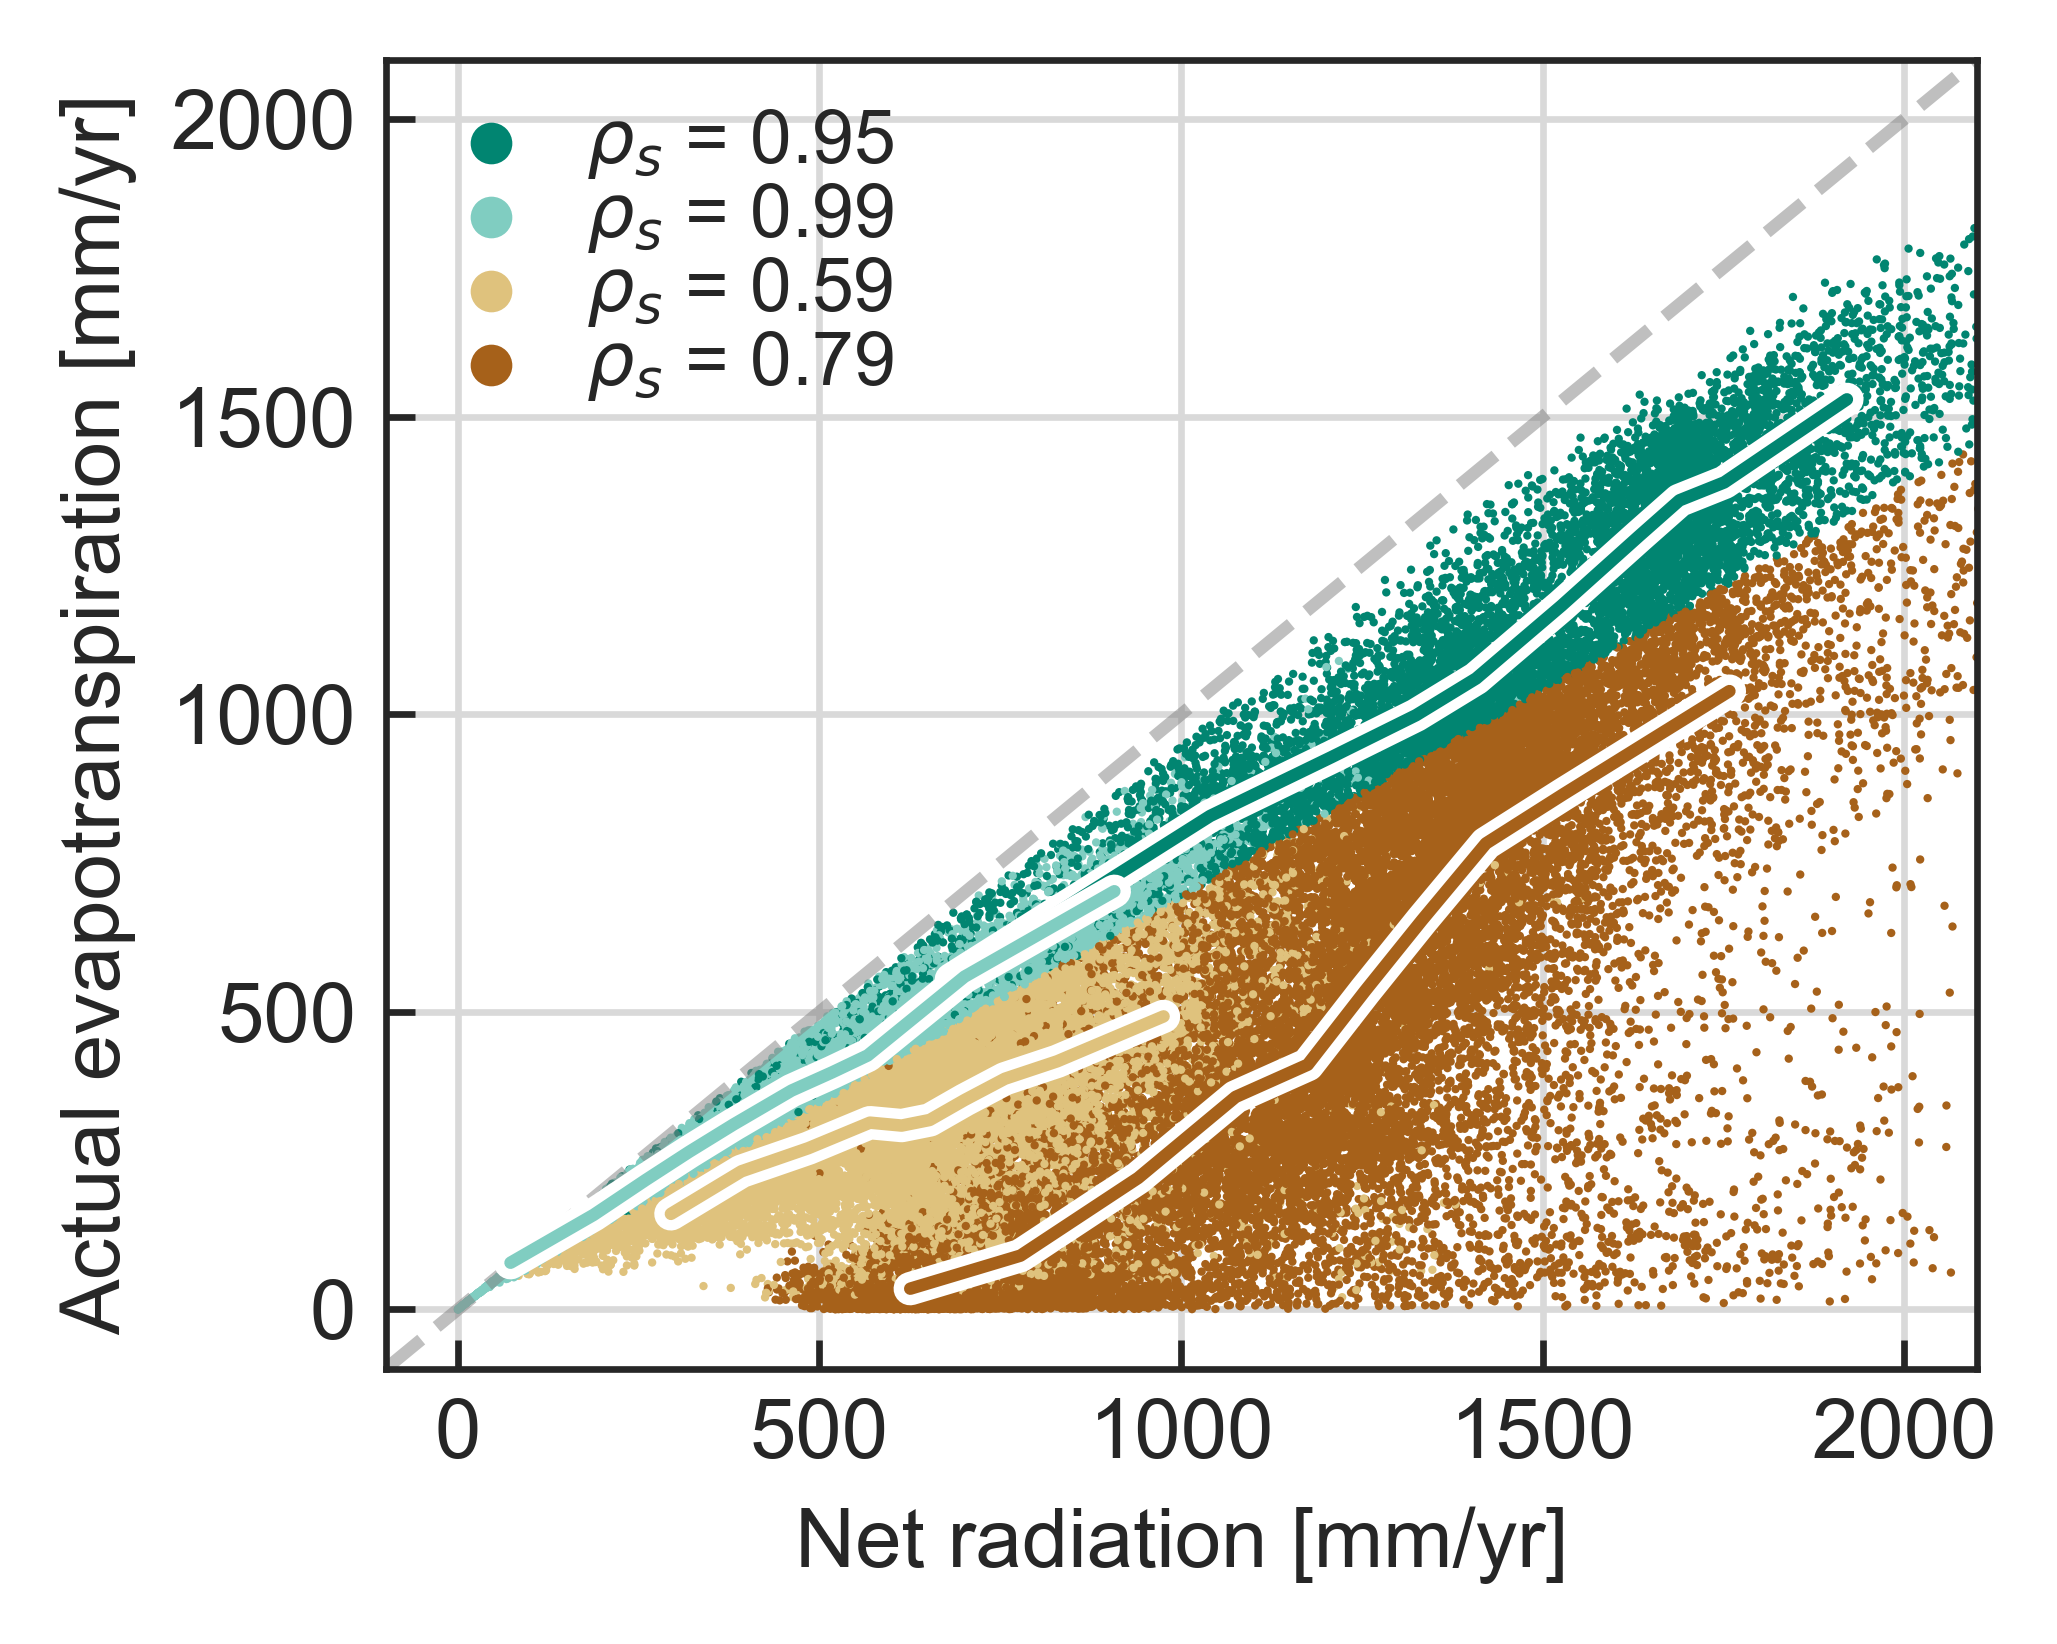 Actual evapotranspiration [mm/yr]
2000
1500
1000
500
0
ρs = 0.95
ρs = 0.99
ρs = 0.59
ρs = 0.79
0 500 1000 1500 2000
Net radiation [mm/yr]